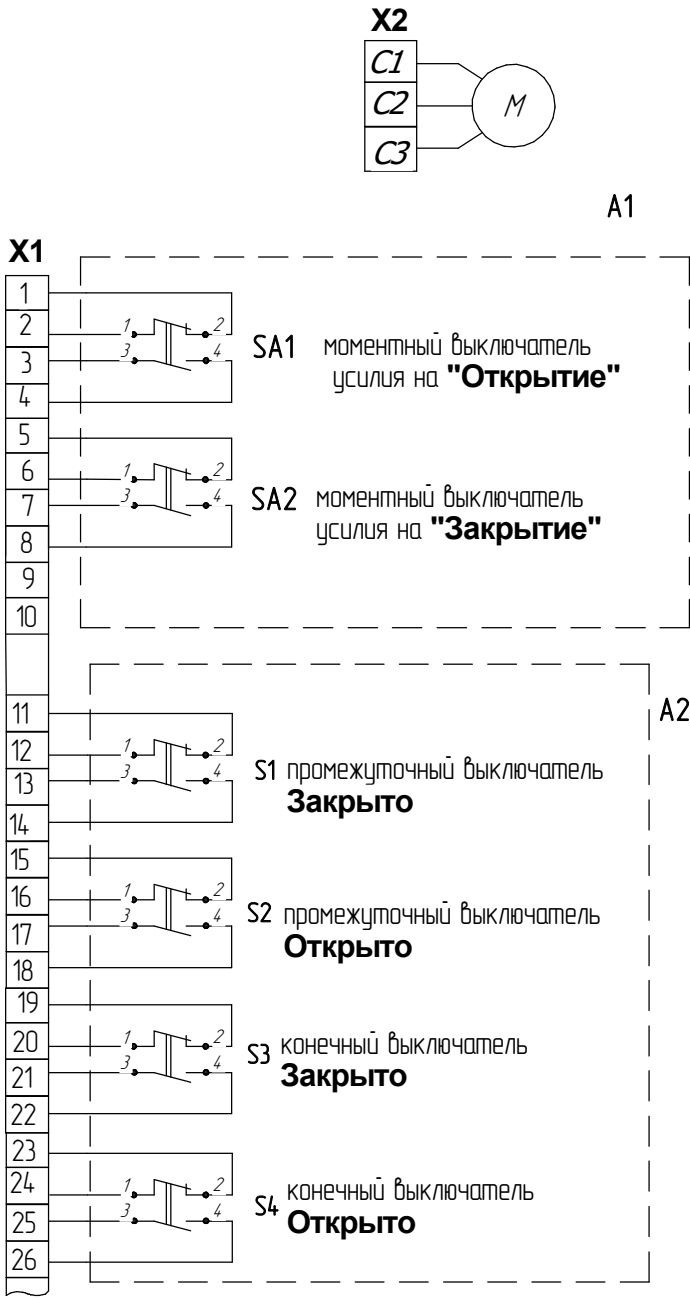 X2
C1
C2
C3
M
A1
X1
1
2
3
4
5
6
7
8
9
10
1 2
3 4
SA1 моментный выключатель
усилия на "Открытие"
1 2
3 4
SA2 моментный выключатель
усилия на "Закрытие"
A2
11
12
13
14
15
16
17
18
19
20
21
22
23
24
25
26
1 2
3 4
S1 промежуточный выключатель
Закрыто
1 2
3 4
S2 промежуточный выключатель
Открыто
1 2
3 4
S3 конечный выключатель
Закрыто
1 2
3 4
S4 конечный выключатель
Открыто